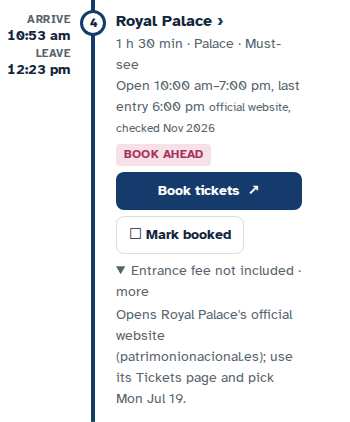 ARRIVE
10:53 am
LEAVE
12:23 pm
4
Royal Palace ›
1 h 30 min · Palace · Must-
see
Open 10:00 am–7:00 pm, last
entry 6:00 pm official website,
checked Nov 2026
BOOK AHEAD
Book tickets ↗
☐ Mark booked
▼ Entrance fee not included ·
more
Opens Royal Palace's official
website
(patrimonionacional.es); use
its Tickets page and pick
Mon Jul 19.